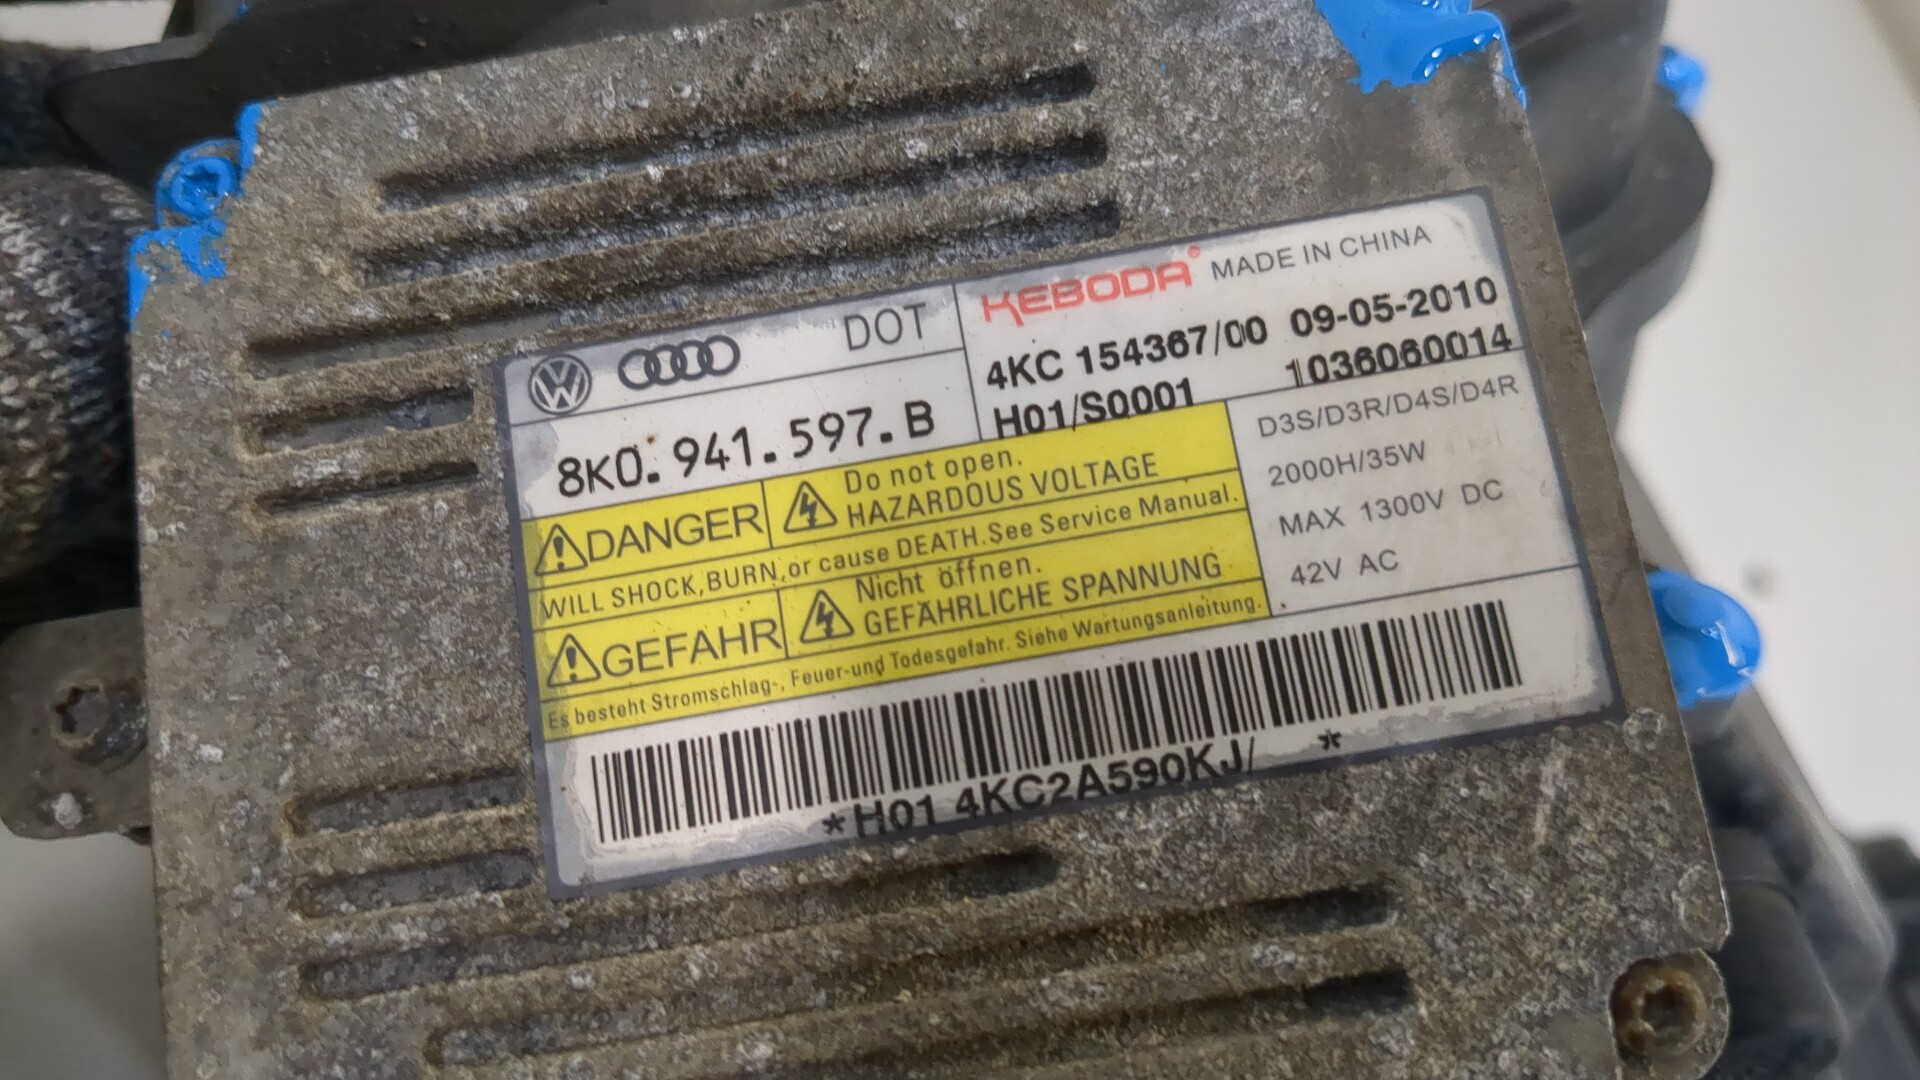 DOT
8K0.941.597.B
KEBODA® MADE IN CHINA
4KC 154367/00 09-05-2010
H01/S0001 1036060014
DANGER
Do not open.
HAZARDOUS VOLTAGE
WILL SHOCK,BURN,or cause DEATH.See Service Manual.
GEFAHR
Nicht öffnen.
GEFÄHRLICHE SPANNUNG
Es besteht Stromschlag-, Feuer-und Todesgefahr. Siehe Wartungsanleitung.
D3S/D3R/D4S/D4R
2000H/35W
MAX 1300V DC
42V AC
*H01 4KC2A590KJ/ *